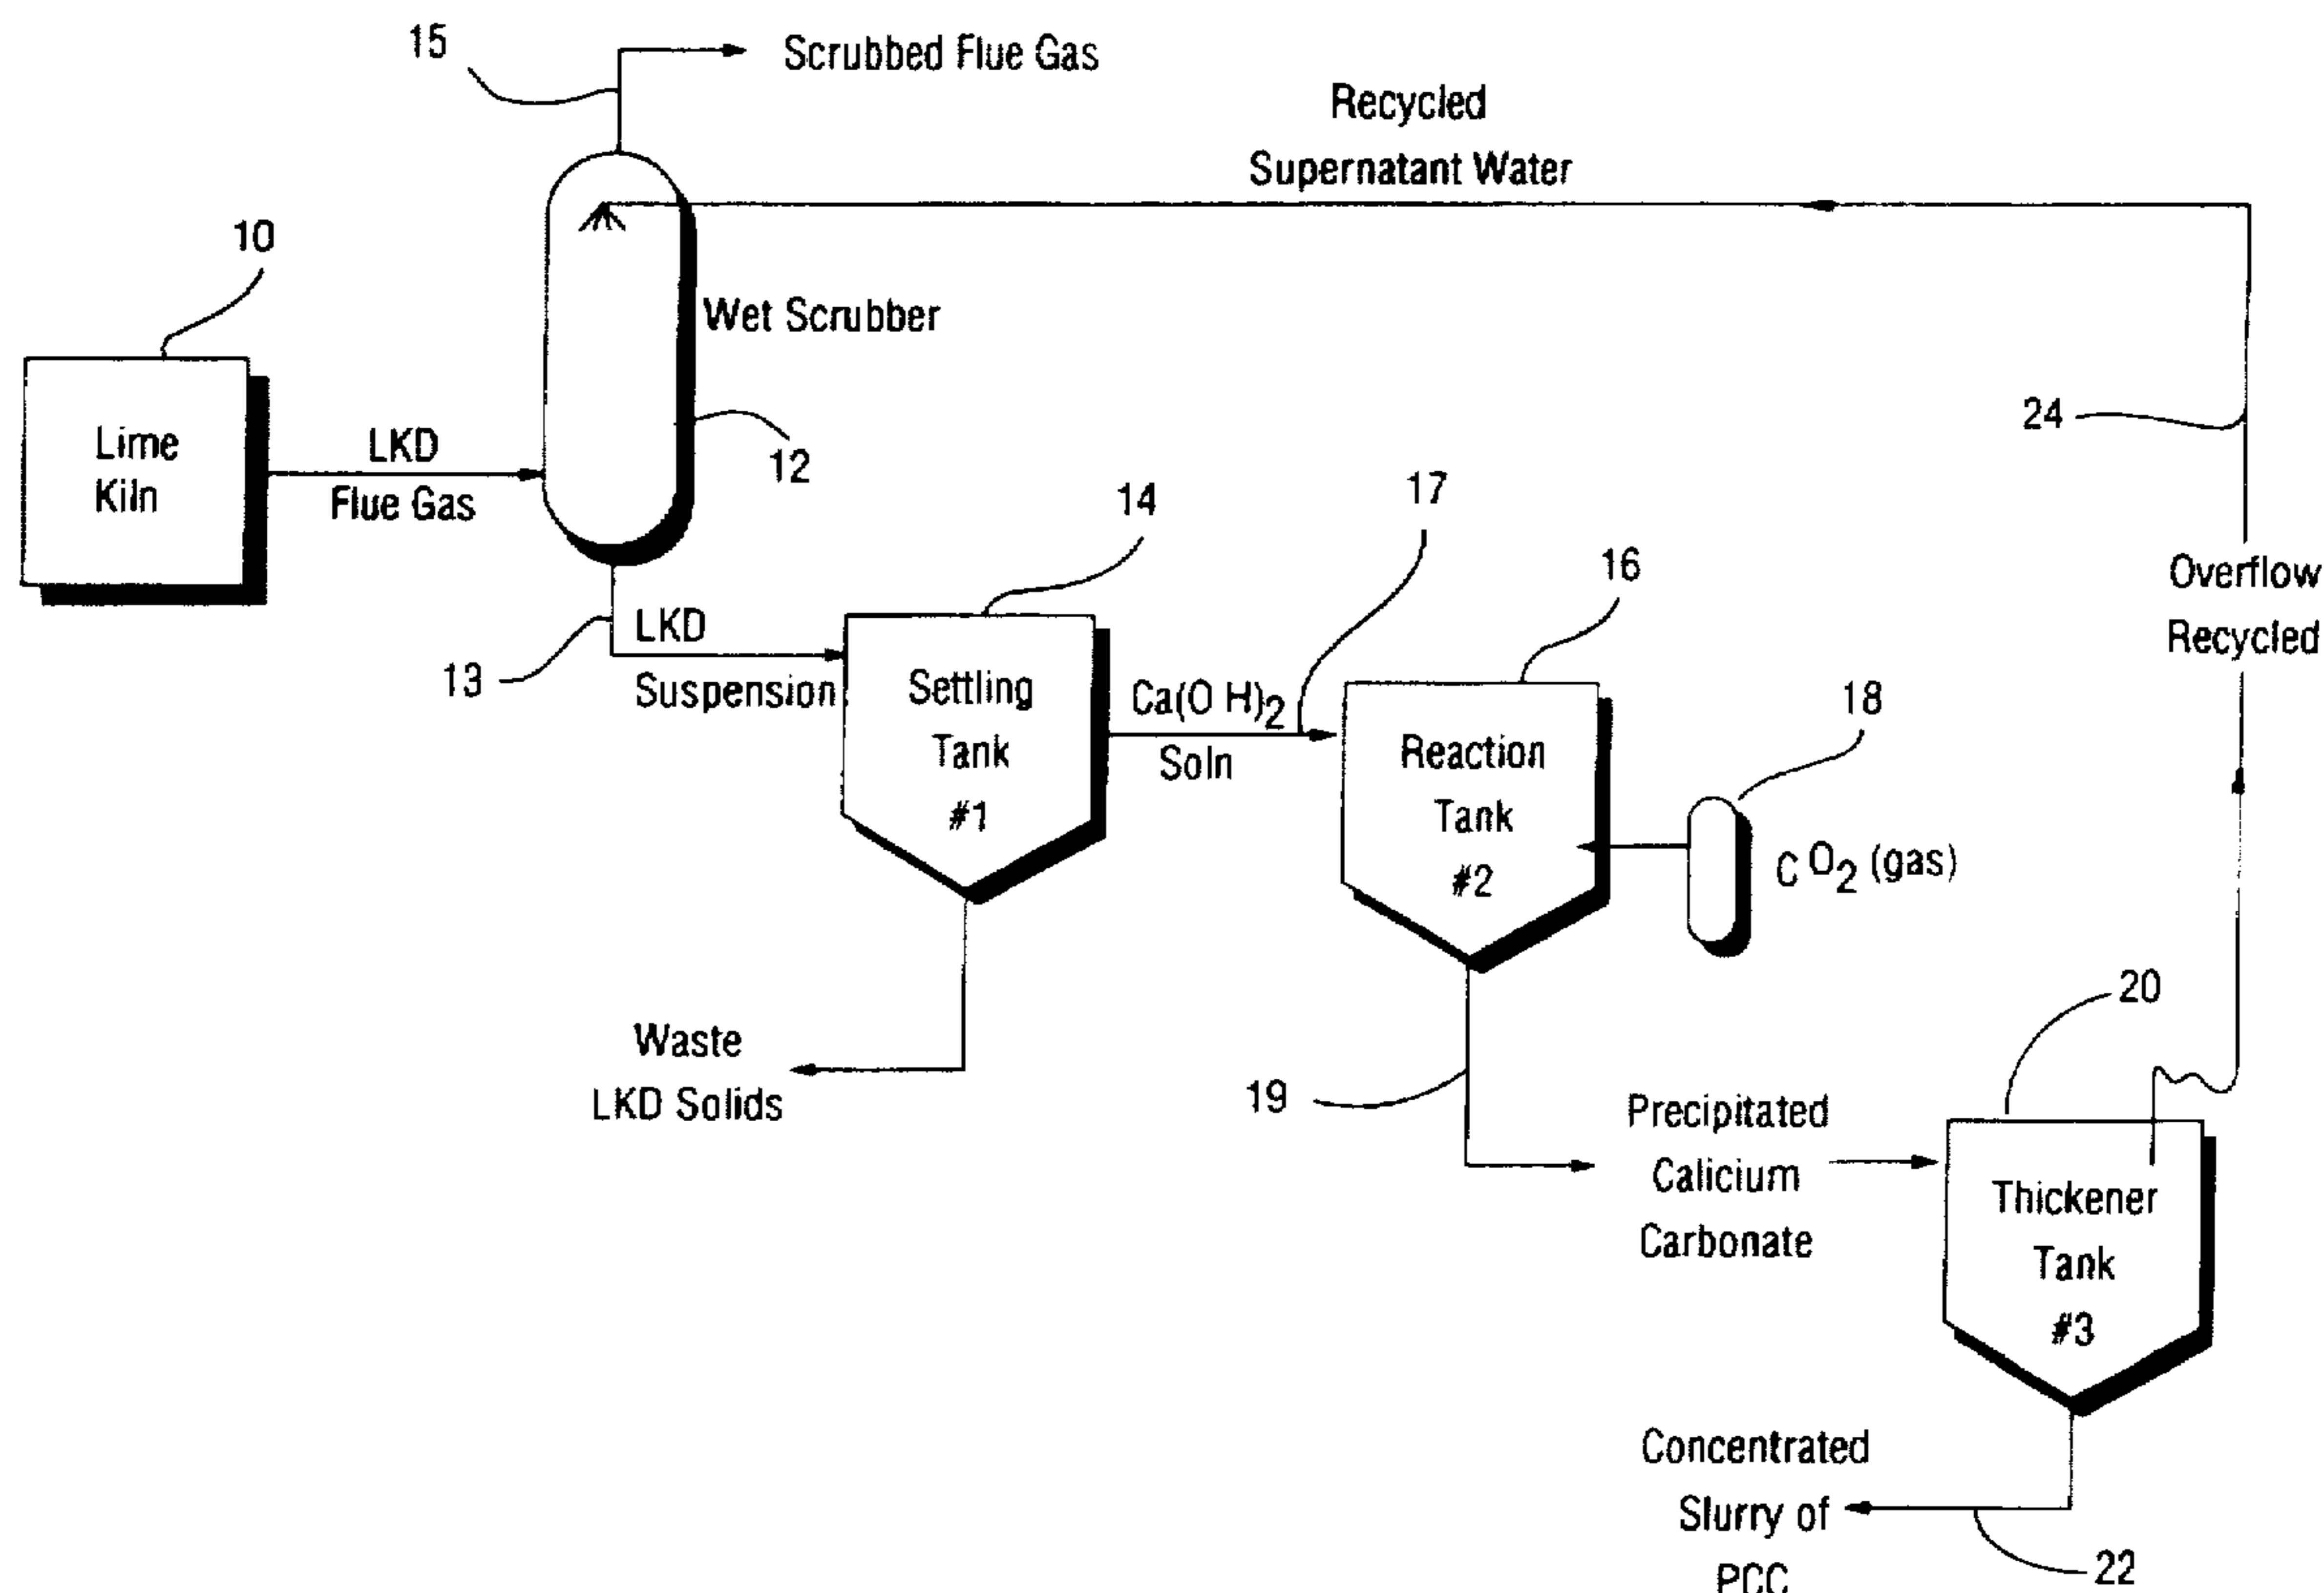 15
Scrubbed Flue Gas
Recycled
Supernatant Water
10
Wet Scrubber
Lime
Kiln
LKD
Flue Gas
12
24
17
14
16
Overflow
Recycled
13
LKD
Suspension
Settling
Tank
#1
Ca(O H)2
Soln
Reaction
Tank
#2
18
CO2 (gas)
20
Waste
LKD Solids
19
Precipitated
Calicium
Carbonate
Thickener
Tank
#3
Concentrated
Slurry of
PCC
22